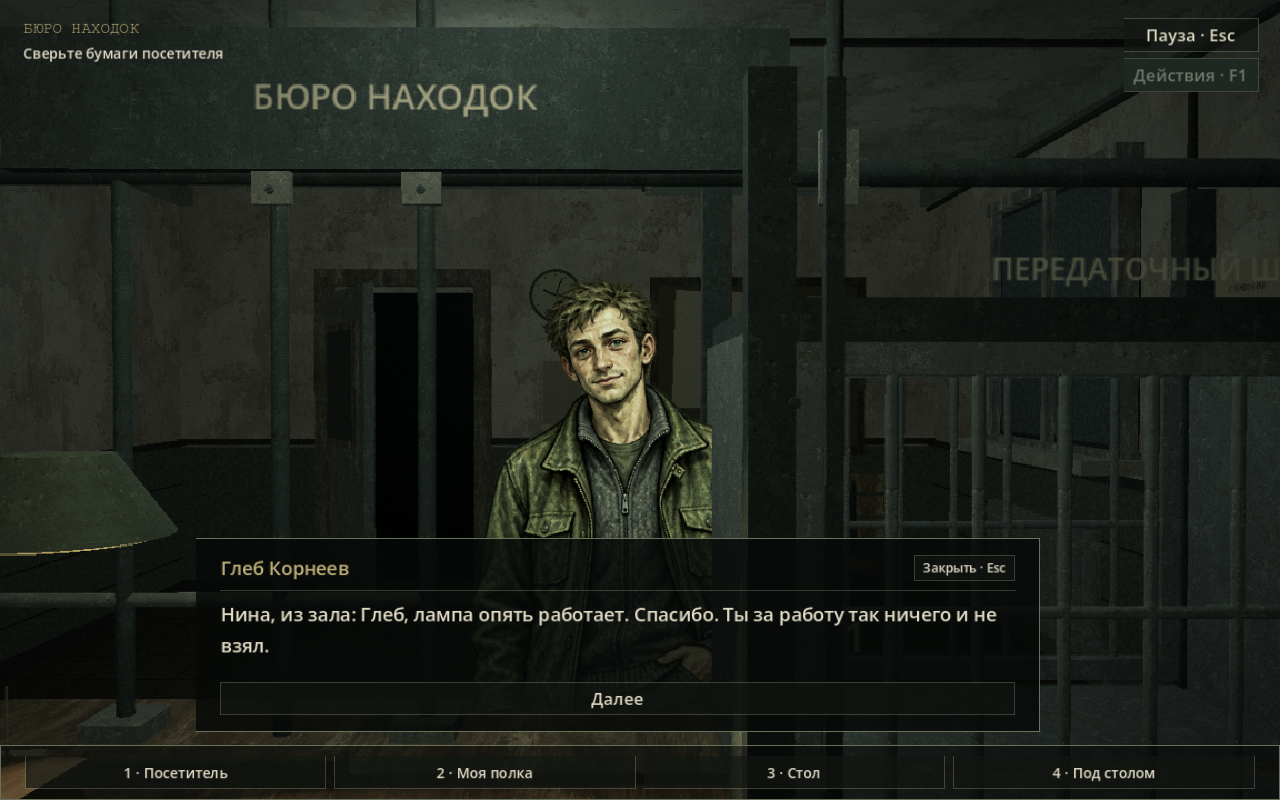 БЮРО НАХОДОК
Сверьте бумаги посетителя
Пауза · Esc
Действия · F1
БЮРО НАХОДОК
ПЕРЕДАТОЧНЫЙ
Глеб Корнеев
Закрыть · Esc
Нина, из зала: Глеб, лампа опять работает. Спасибо. Ты за работу так ничего и не
взял.
Далее
1 · Посетитель
2 · Моя полка
3 · Стол
4 · Под столом